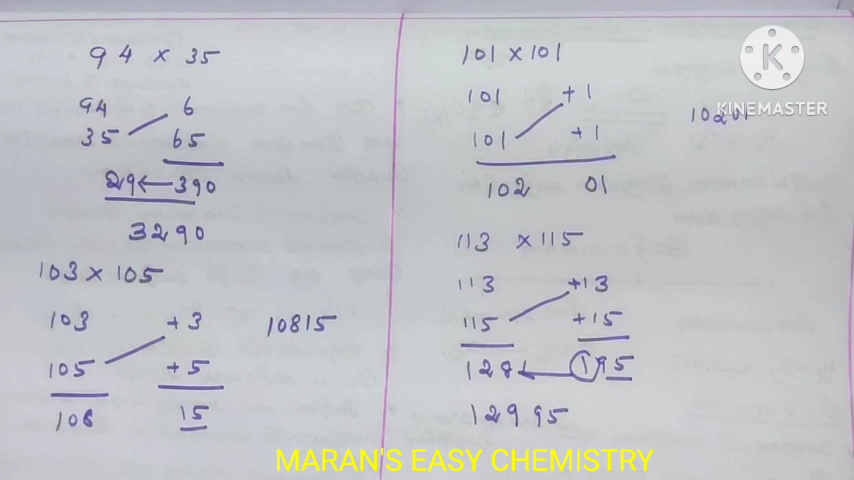 94 × 35
94 6
35 65
29 ← 390
3290
103 × 105
103 +3 10815
105 +5
108 15
101 × 101
101 +1
101 +1
102 01
10201
113 × 115
113 +13
115 +15
128 ← 195
12995
KINEMASTER
MARAN'S EASY CHEMISTRY